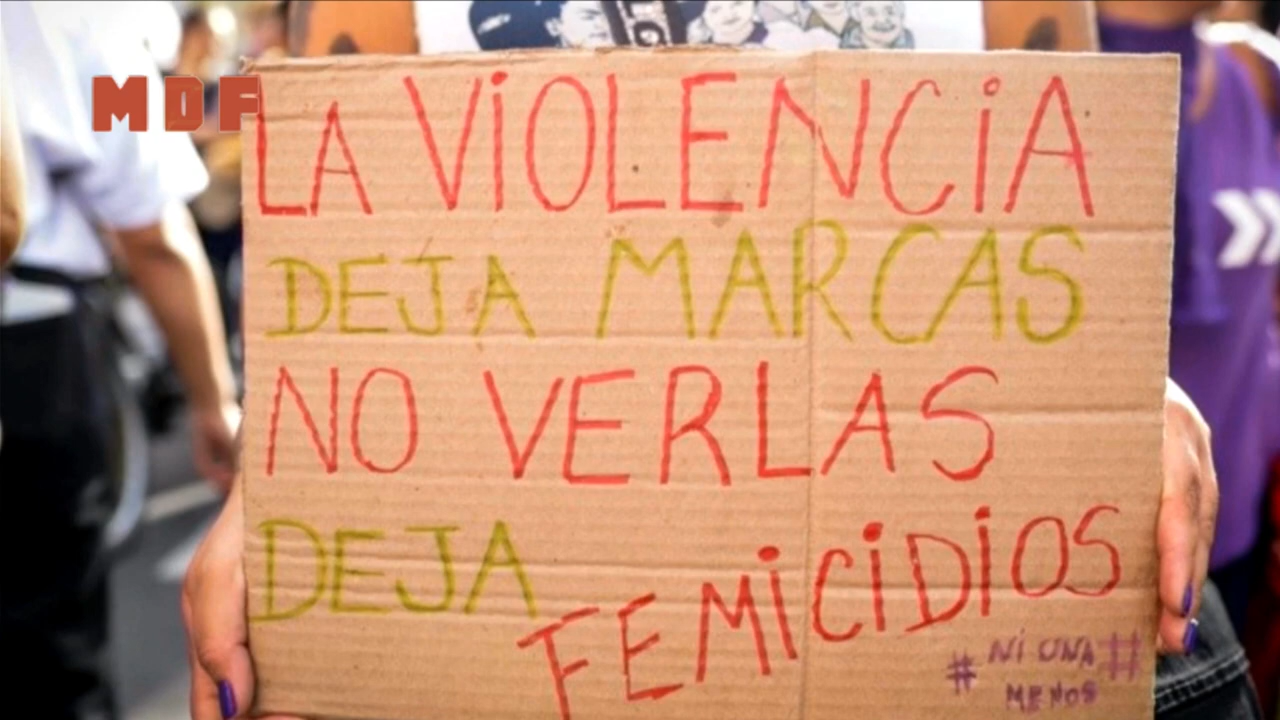 MDF
LA VIOLENCIA
DEJA MARCAS
NO VERLAS
DEJA
FEMICIDIOS
# NI UNA #
MENOS